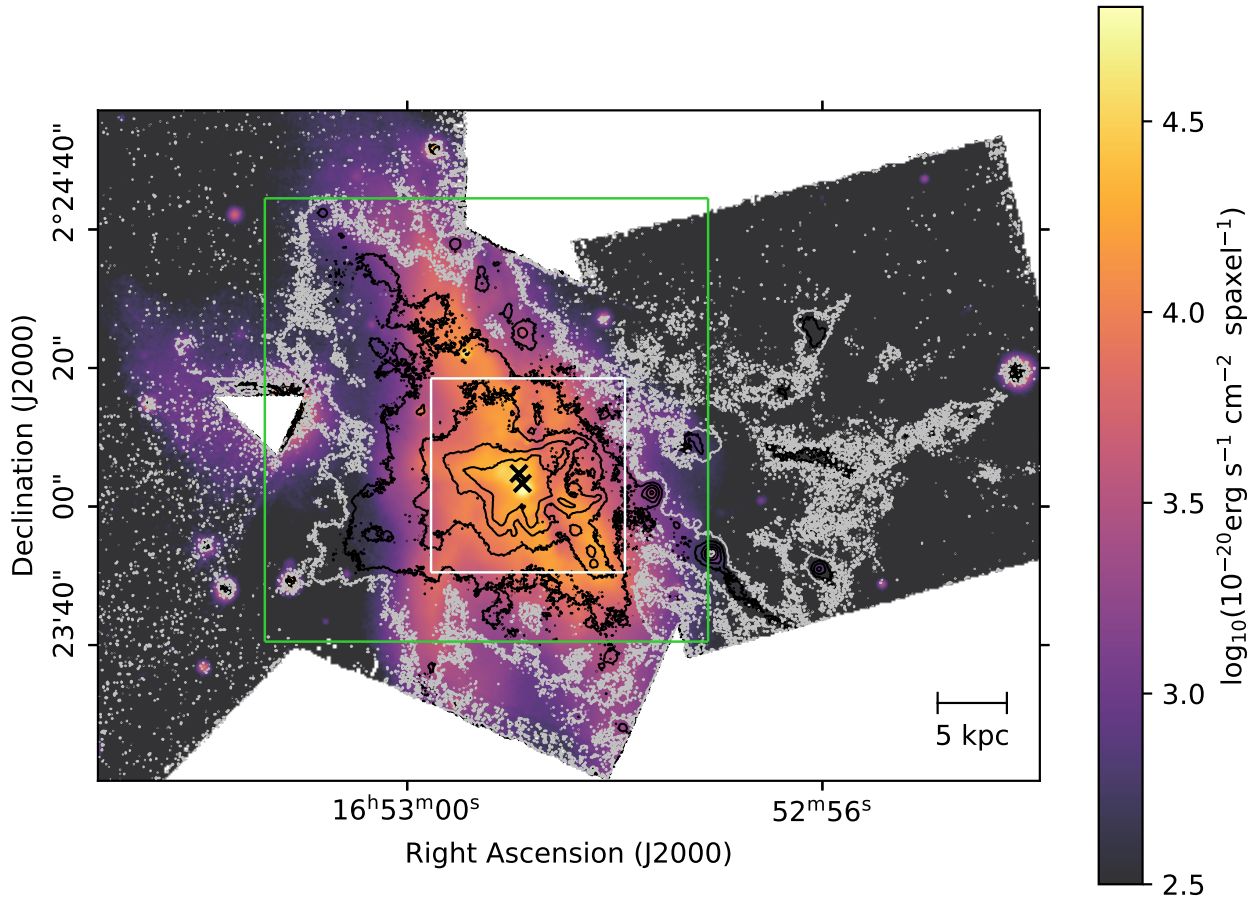 2°24'40"
20"
00"
23'40"
Declination (J2000)
16ʰ53ᵐ00ˢ
52ᵐ56ˢ
Right Ascension (J2000)
5 kpc
4.5
4.0
3.5
3.0
2.5
log₁₀(10⁻²⁰erg s⁻¹ cm⁻² spaxel⁻¹)